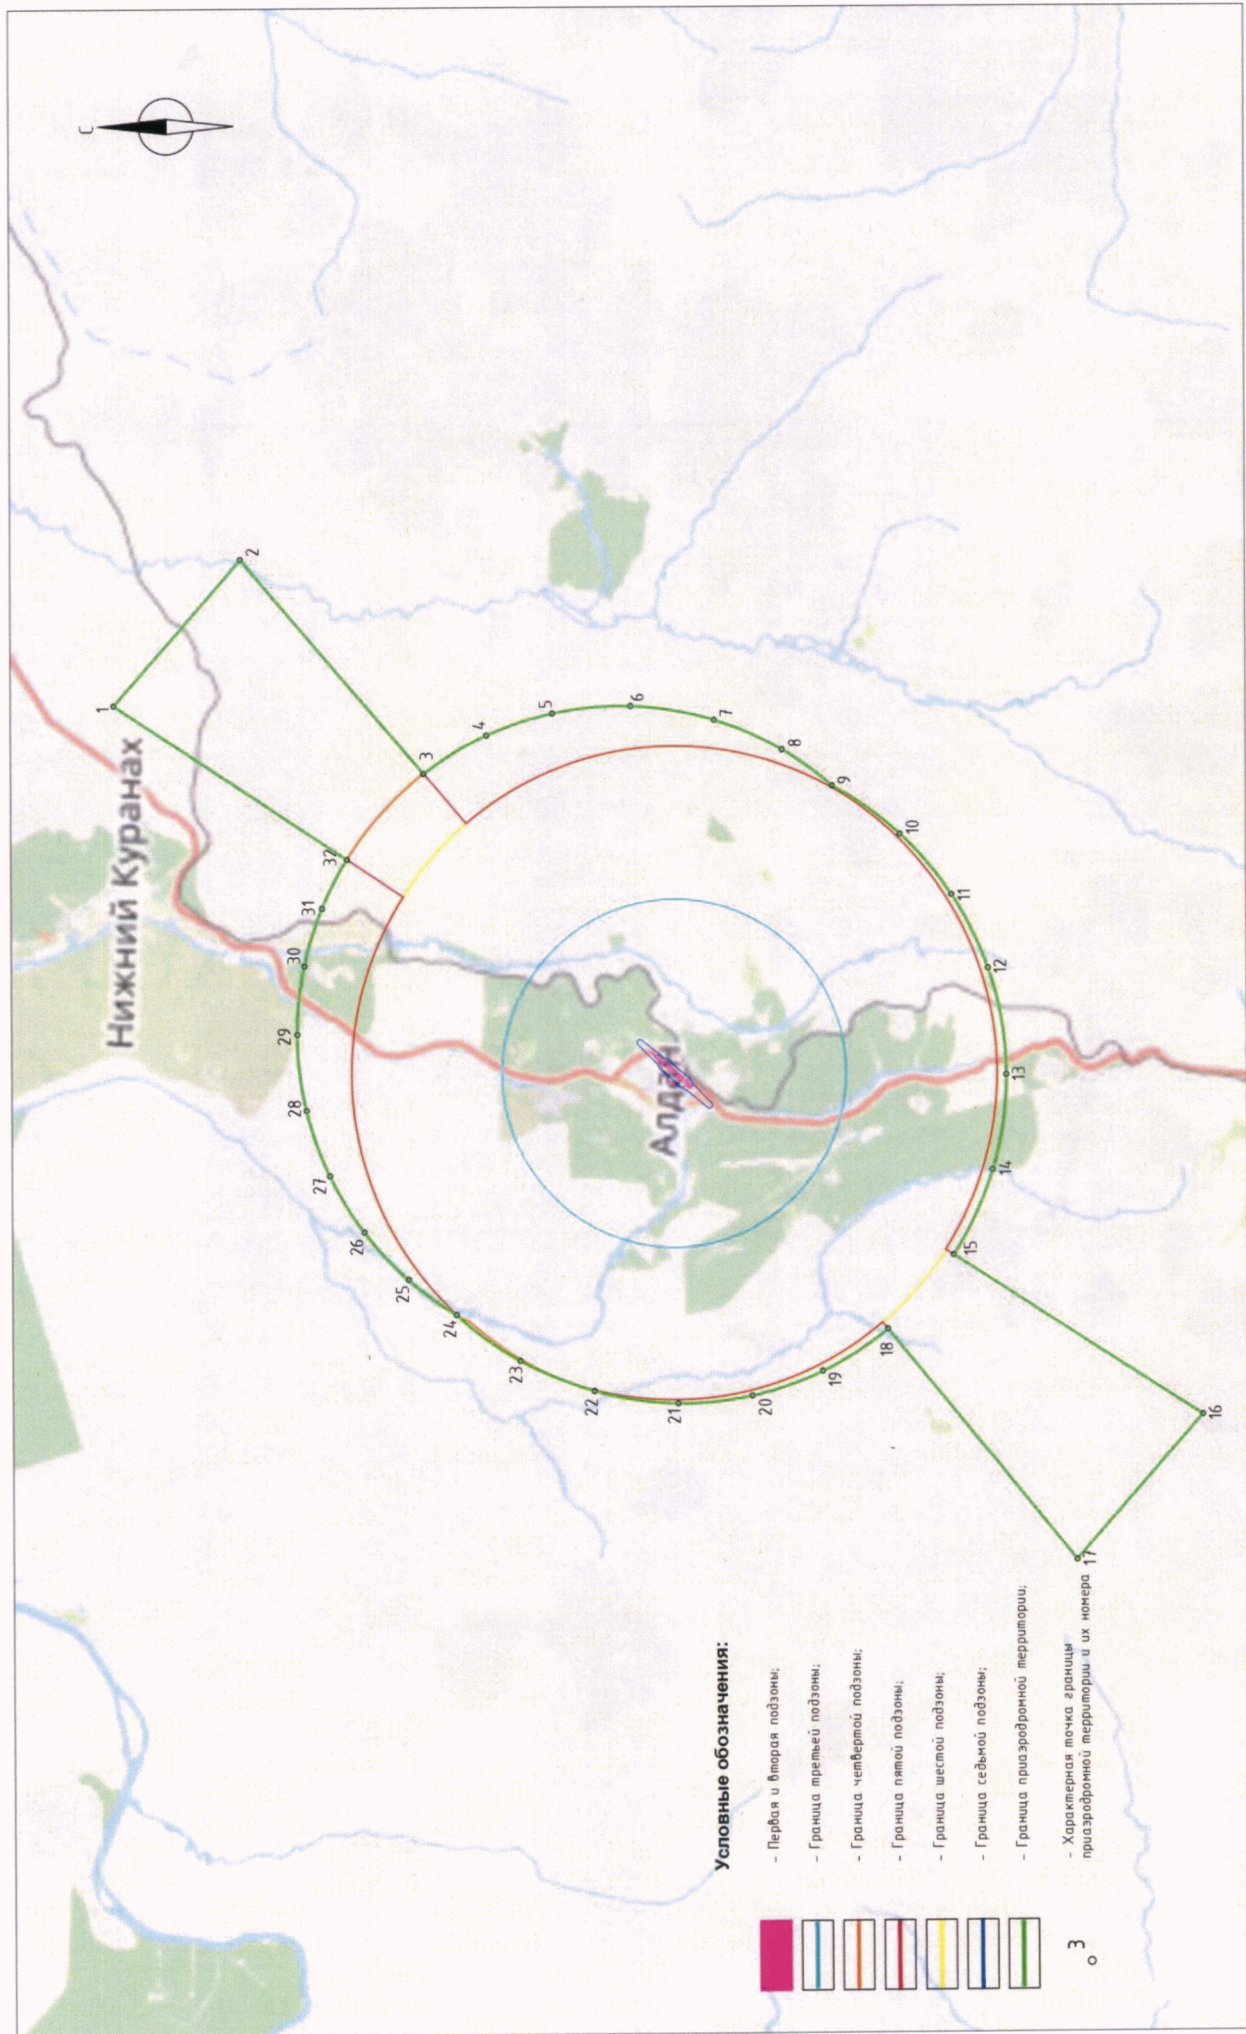 С
Нижний Куранах
Алдан
1
2
3
4
5
6
7
8
9
10
11
12
13
14
15
16
17
18
19
20
21
22
23
24
25
26
27
28
29
30
31
32
Условные обозначения:
- Первая и вторая подзоны;
- Граница третьей подзоны;
- Граница четвертой подзоны;
- Граница пятой подзоны;
- Граница шестой подзоны;
- Граница седьмой подзоны;
- Граница приаэродромной территории;
3 - Характерная точка границы
приаэродромной территории и их номера